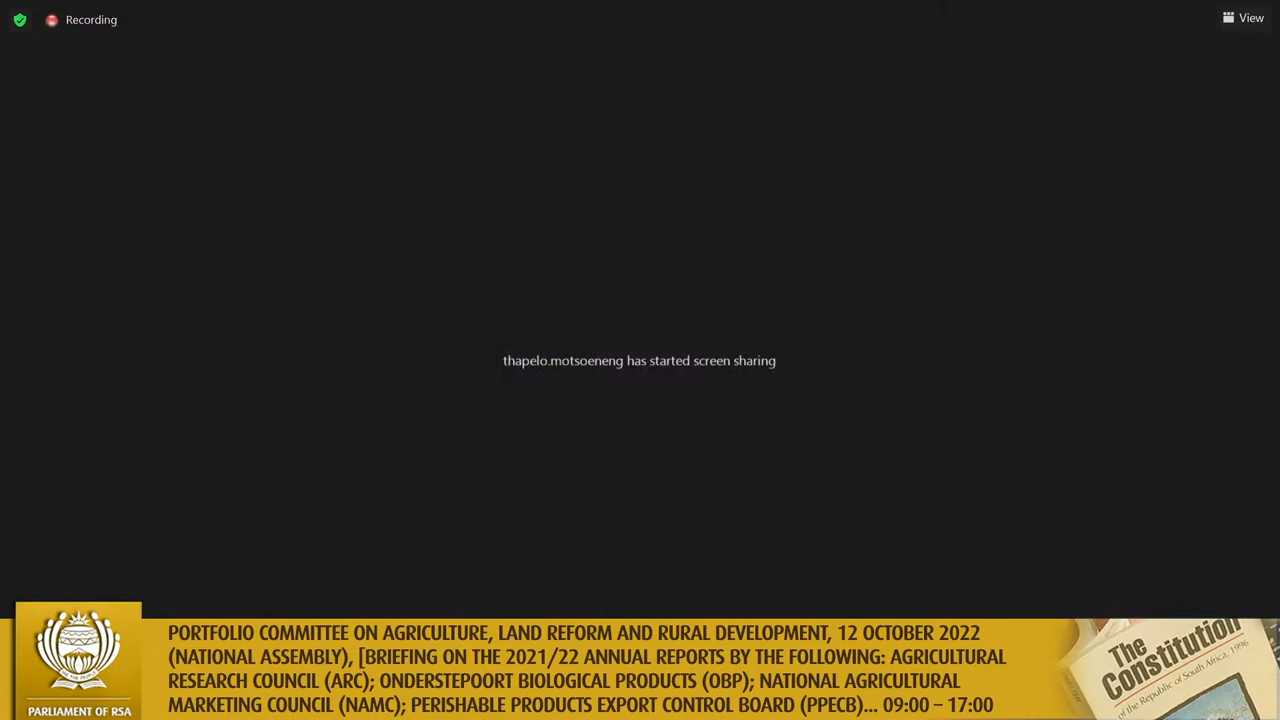 Recording
View
thapelo.motsoeneng has started screen sharing
PORTFOLIO COMMITTEE ON AGRICULTURE, LAND REFORM AND RURAL DEVELOPMENT, 12 OCTOBER 2022
(NATIONAL ASSEMBLY), [BRIEFING ON THE 2021/22 ANNUAL REPORTS BY THE FOLLOWING: AGRICULTURAL
RESEARCH COUNCIL (ARC); ONDERSTEPOORT BIOLOGICAL PRODUCTS (OBP); NATIONAL AGRICULTURAL
MARKETING COUNCIL (NAMC); PERISHABLE PRODUCTS EXPORT CONTROL BOARD (PPECB)... 09:00 – 17:00
PARLIAMENT OF RSA
The
Constitution
of the Republic of South Africa, 1996